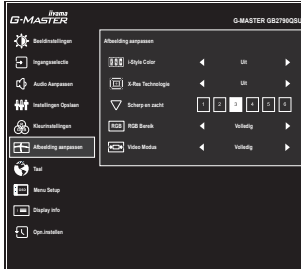 iiyama
G-MASTER
G-MASTER GB2790QSU
Beeldinstellingen
Afbeelding aanpassen
Ingangsselectie
i-Style Color
Uit
Audio Aanpassen
X-Res Technologie
Uit
Instellingen Opslaan
Scherp en zacht
1 2 3 4 5 6
Kleurinstellingen
RGB RGB Bereik
Volledig
Afbeelding aanpassen
Video Modus
Volledig
Taal
OSD Menu Setup
Display info
Opn.instellen